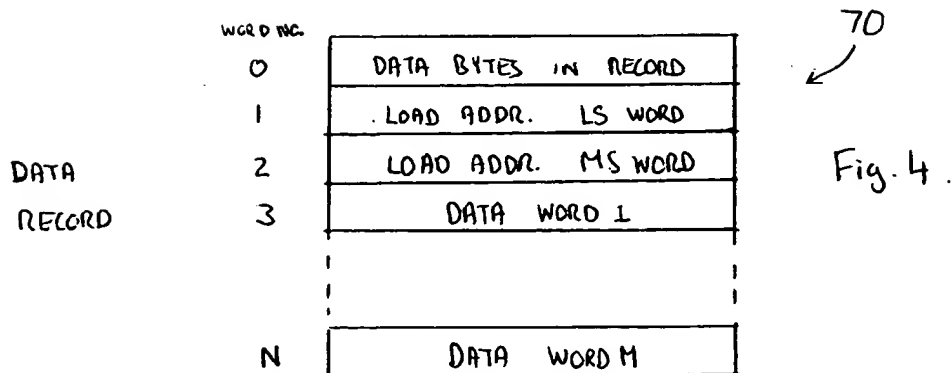 70
WORD NO.
0 DATA BYTES IN RECORD
1 LOAD ADDR. LS WORD
DATA 2 LOAD ADDR. MS WORD Fig. 4.
RECORD 3 DATA WORD 1
N DATA WORD M